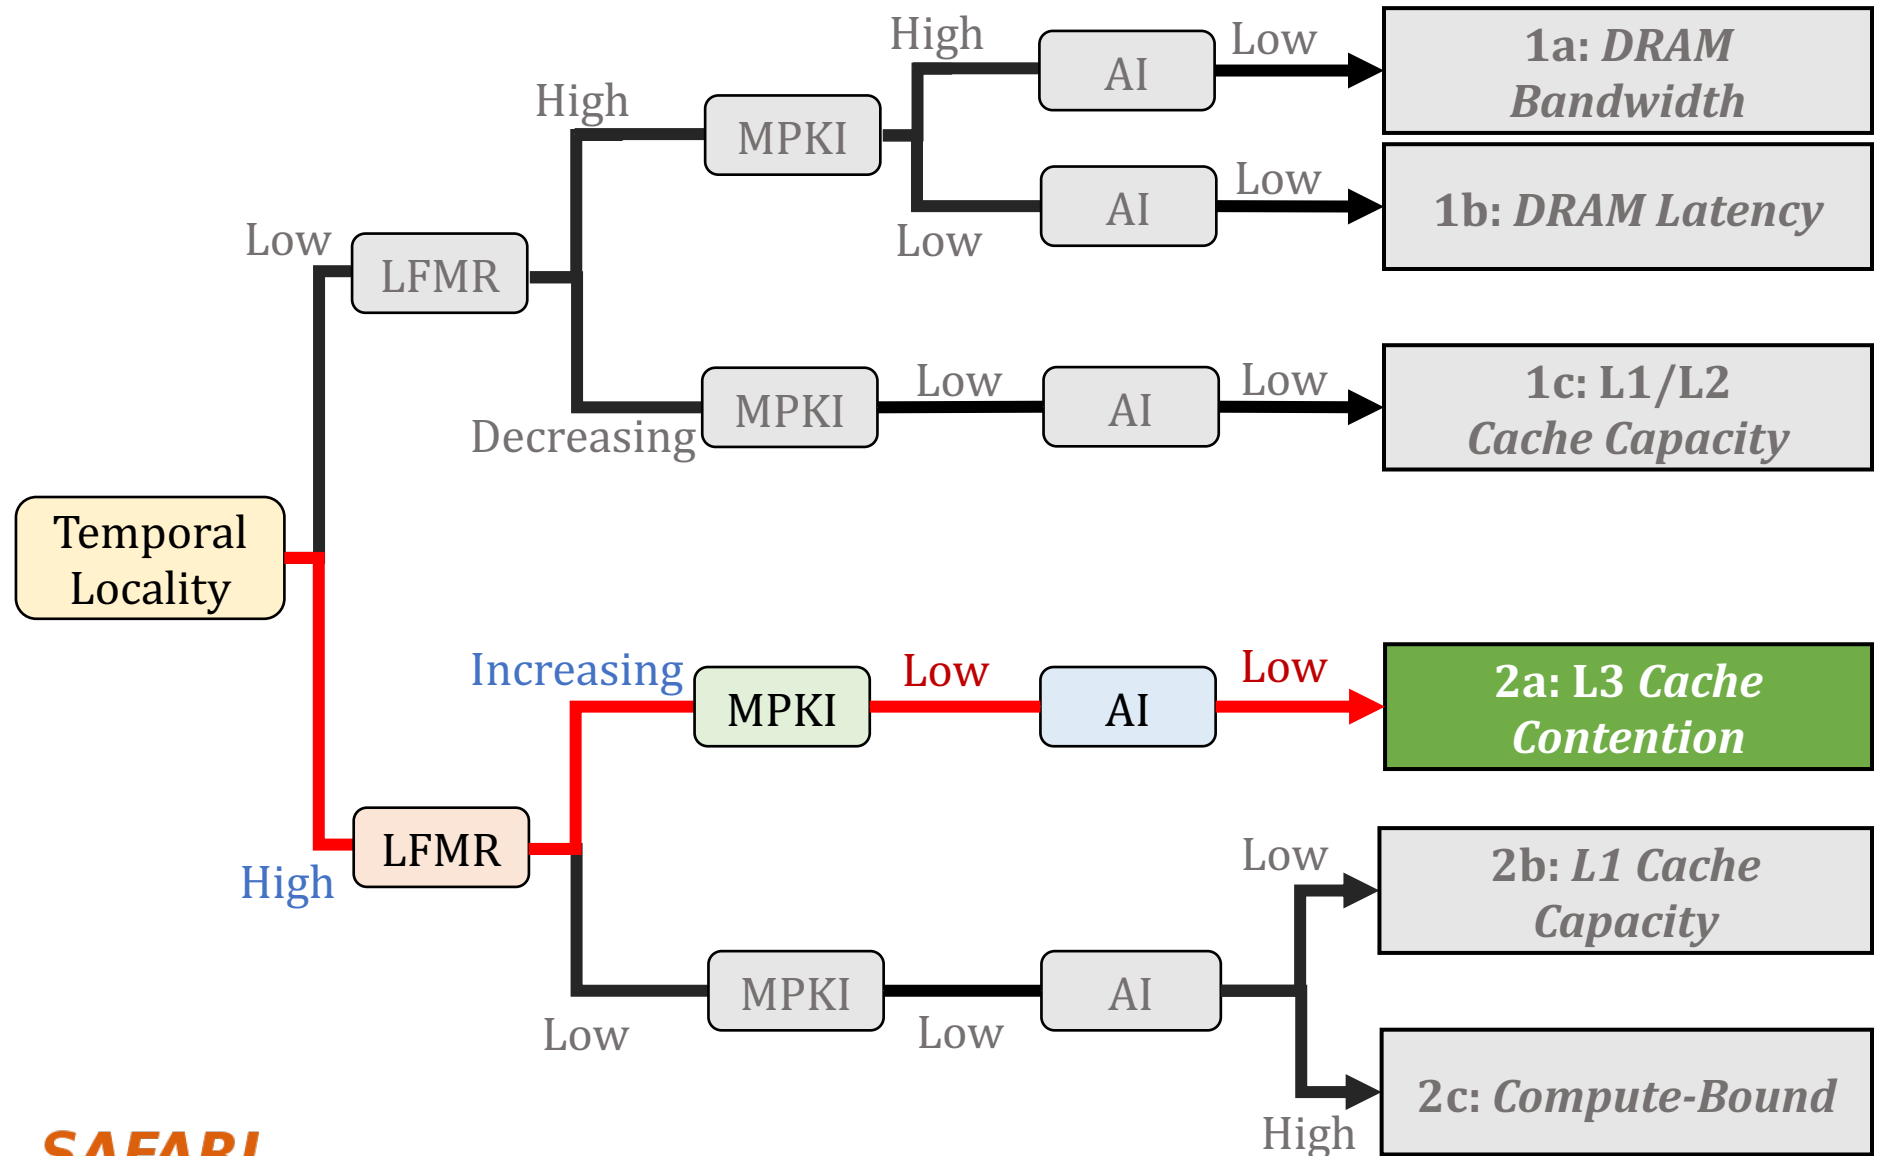 High
Low
1a: DRAM
Bandwidth
AI
High
MPKI
Low
1b: DRAM Latency
AI
Low
Low
LFMR
1c: L1/L2
Cache Capacity
Low
Low
MPKI
AI
Decreasing
Temporal
Locality
Increasing
Low
Low
2a: L3 Cache
Contention
MPKI
AI
LFMR
High
Low
2b: L1 Cache
Capacity
MPKI
AI
Low
Low
2c: Compute-Bound
High
SAFARI